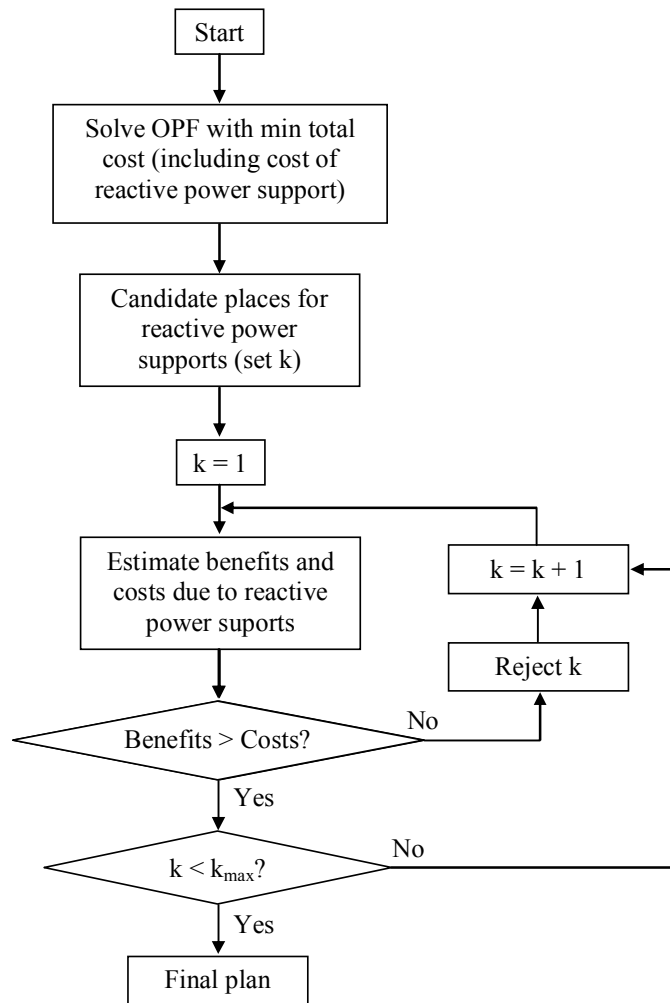 Start
Solve OPF with min total
cost (including cost of
reactive power support)
Candidate places for
reactive power
supports (set k)
k = 1
Estimate benefits and
costs due to reactive
power suports
k = k + 1
Reject k
No
Benefits > Costs?
Yes
No
k < kmax?
Yes
Final plan